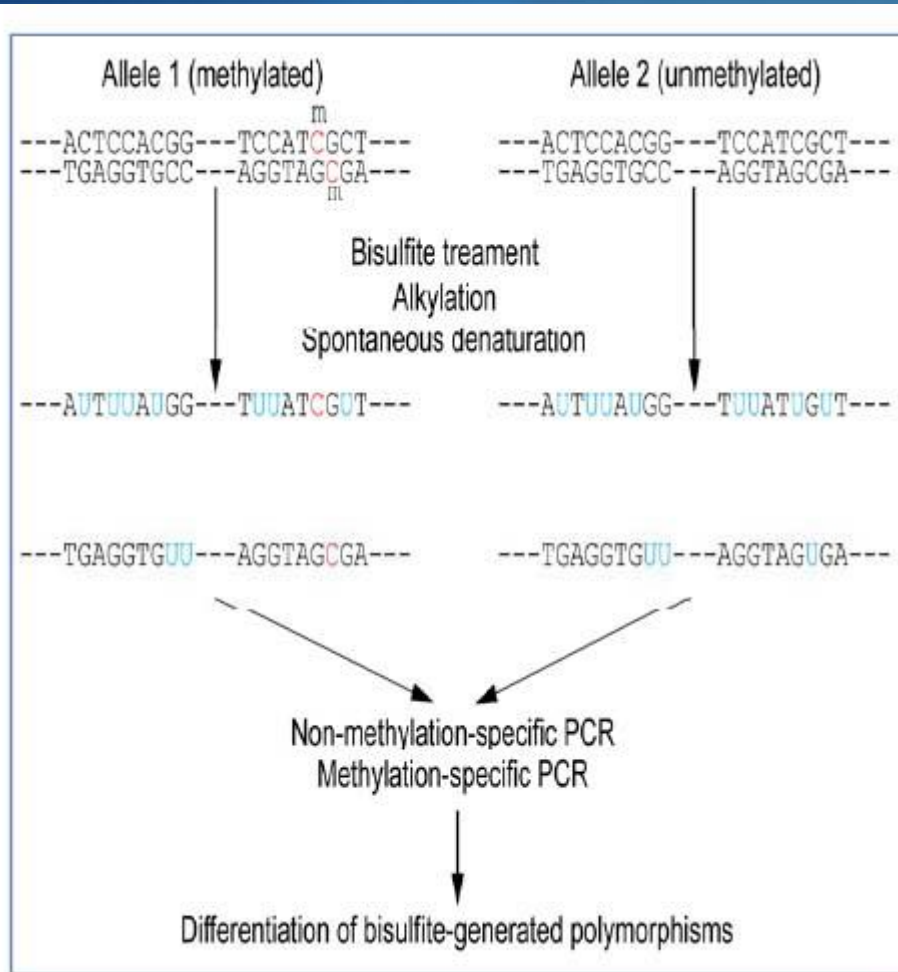 Allele 1 (methylated) Allele 2 (unmethylated)
m
---ACTCCACGG---TCCATCGCT--- ---ACTCCACGG---TCCATCGCT---
---TGAGGTGCC---AGGTAGCGA--- ---TGAGGTGCC---AGGTAGCGA---
m
Bisulfite treament
Alkylation
Spontaneous denaturation
---AUTUUAUGG---TUUATCGUT--- ---AUTUUAUGG---TUUATUGUT---
---TGAGGTGUU---AGGTAGCGA--- ---TGAGGTGUU---AGGTAGUGA---
Non-methylation-specific PCR
Methylation-specific PCR
Differentiation of bisulfite-generated polymorphisms